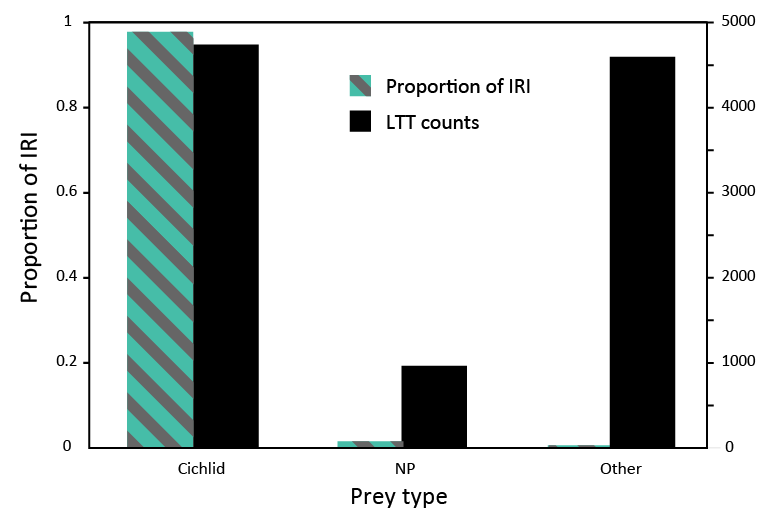 1
0.8
0.6
0.4
0.2
0
Proportion of IRI
5000
4000
3000
2000
1000
0
Proportion of IRI
LTT counts
Cichlid
NP
Other
Prey type